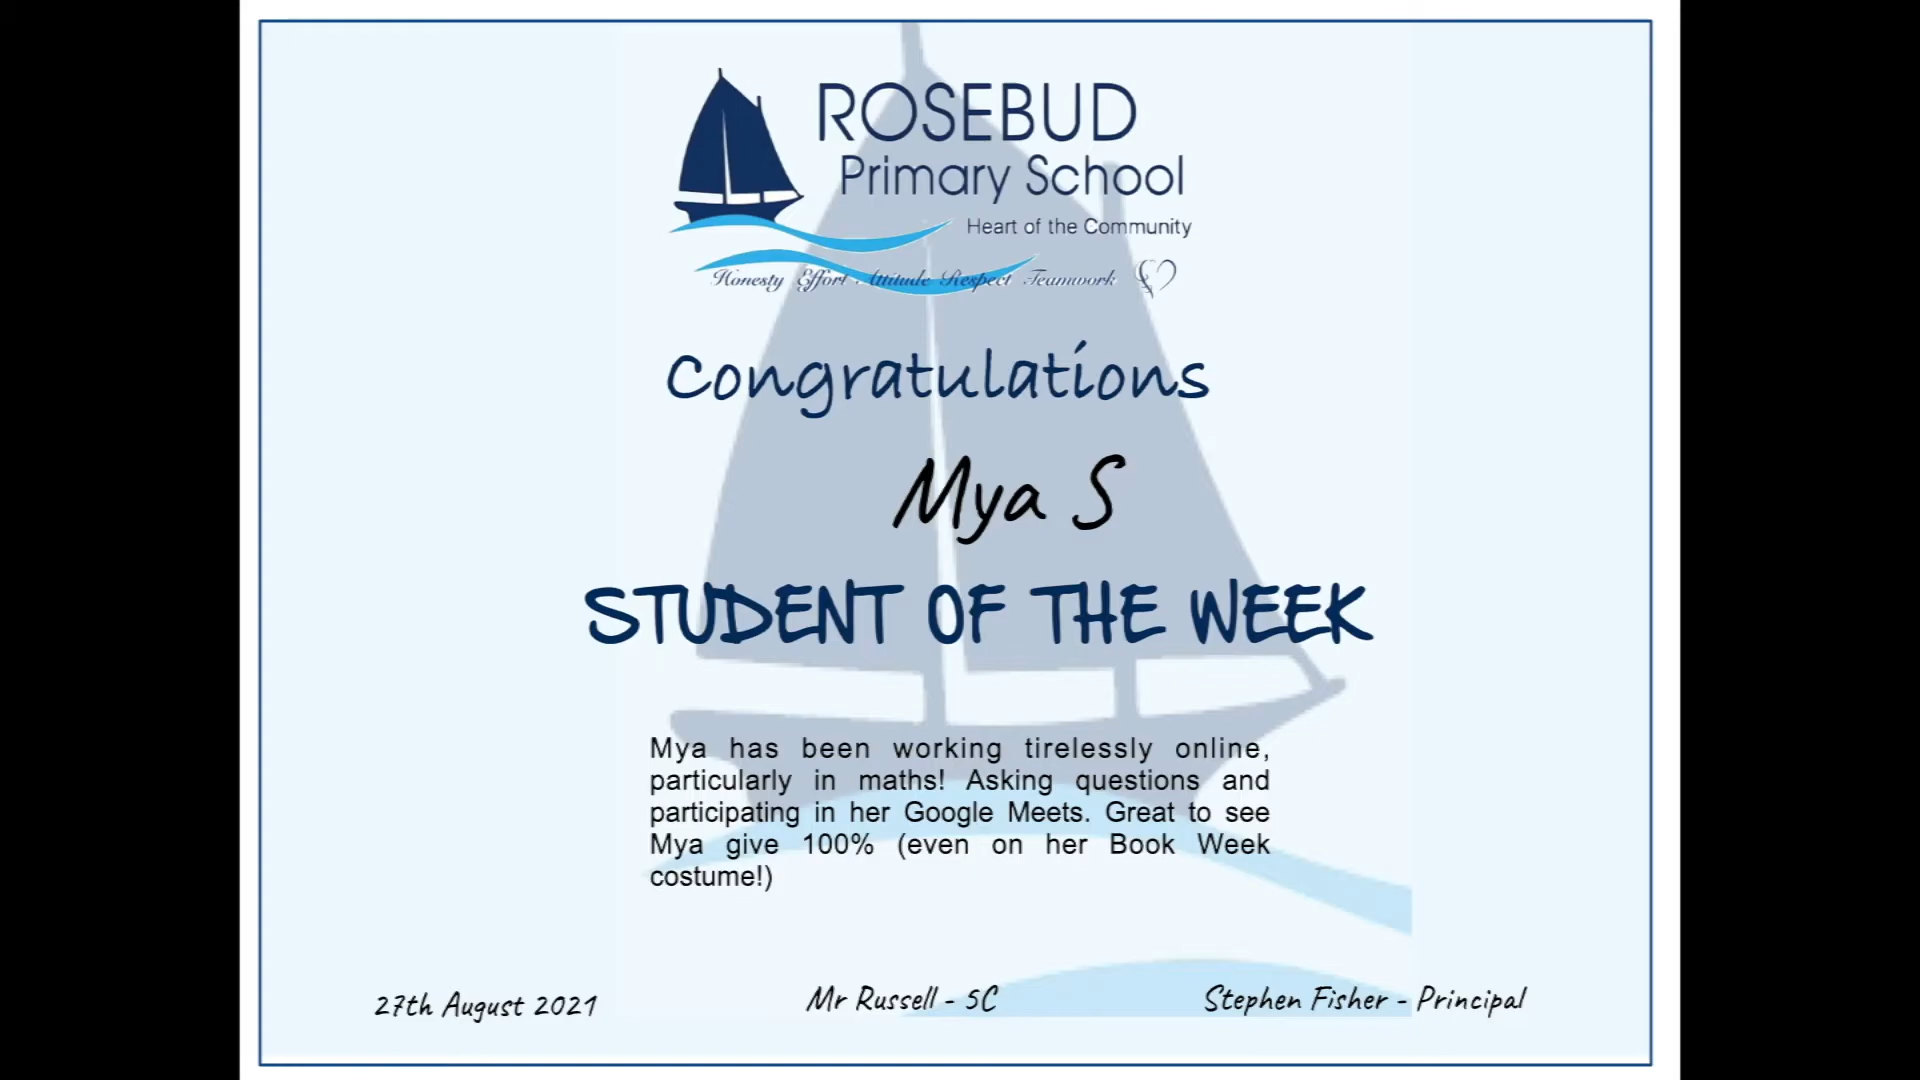 ROSEBUD
Primary School
Heart of the Community
Honesty Effort Attitude Respect Teamwork
Congratulations
Mya S
STUDENT OF THE WEEK
Mya has been working tirelessly online,
particularly in maths! Asking questions and
participating in her Google Meets. Great to see
Mya give 100% (even on her Book Week
costume!)
27th August 2021
Mr Russell - 5C
Stephen Fisher - Principal